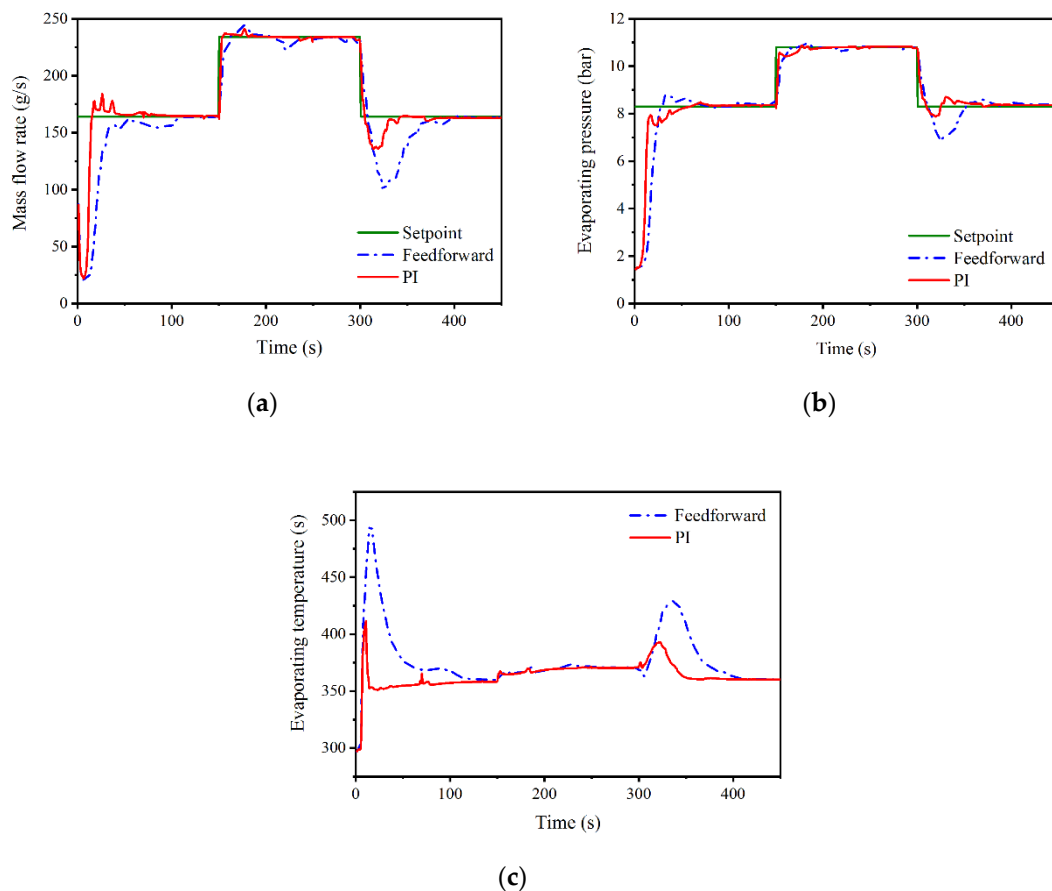 250
200
150
100
50
0
Mass flow rate (g/s)
Setpoint
Feedforward
PI
0 100 200 300 400
Time (s)
(a)
12
10
8
6
4
2
0
Evaporating pressure (bar)
Setpoint
Feedforward
PI
0 100 200 300 400
Time (s)
(b)
500
450
400
350
300
Evaporating temperature (s)
Feedforward
PI
0 100 200 300 400
Time (s)
(c)